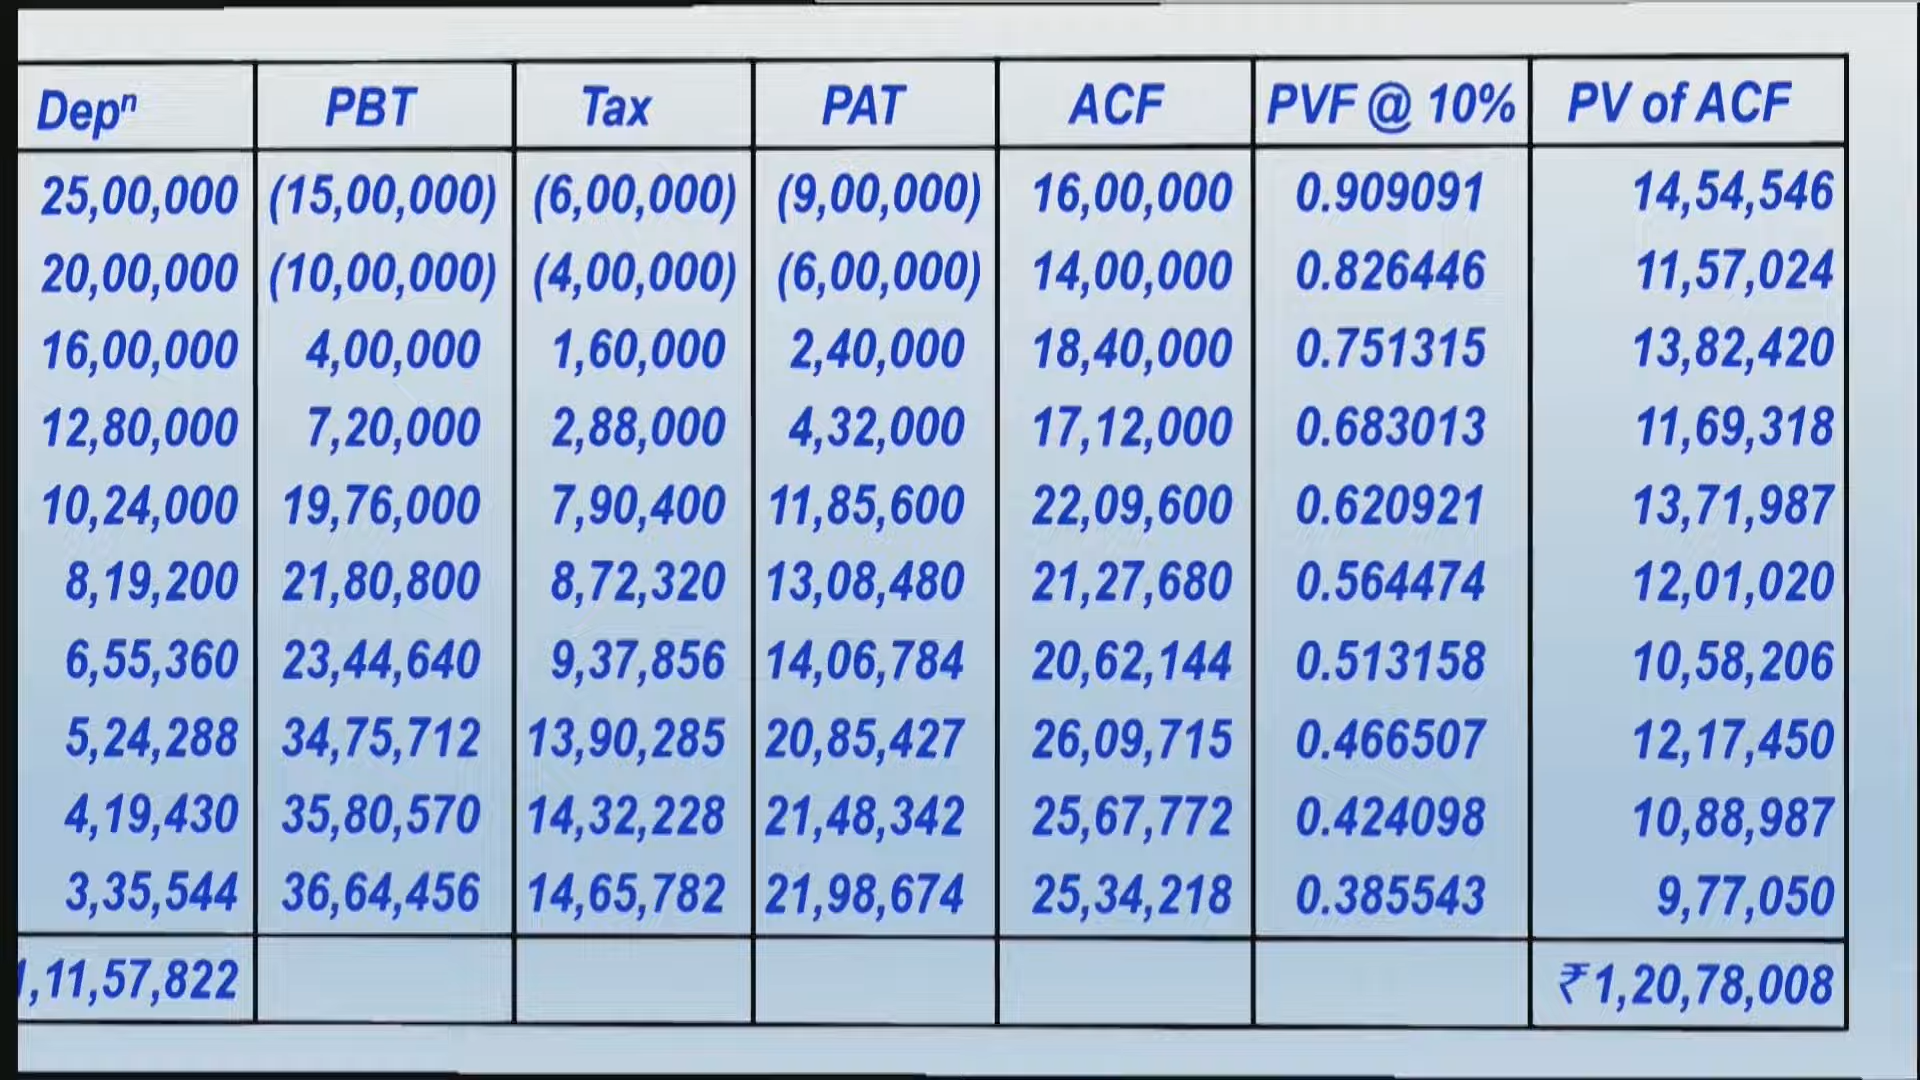 Depⁿ PBT Tax PAT ACF PVF @ 10% PV of ACF
25,00,000 (15,00,000) (6,00,000) (9,00,000) 16,00,000 0.909091 14,54,546
20,00,000 (10,00,000) (4,00,000) (6,00,000) 14,00,000 0.826446 11,57,024
16,00,000 4,00,000 1,60,000 2,40,000 18,40,000 0.751315 13,82,420
12,80,000 7,20,000 2,88,000 4,32,000 17,12,000 0.683013 11,69,318
10,24,000 19,76,000 7,90,400 11,85,600 22,09,600 0.620921 13,71,987
8,19,200 21,80,800 8,72,320 13,08,480 21,27,680 0.564474 12,01,020
6,55,360 23,44,640 9,37,856 14,06,784 20,62,144 0.513158 10,58,206
5,24,288 34,75,712 13,90,285 20,85,427 26,09,715 0.466507 12,17,450
4,19,430 35,80,570 14,32,228 21,48,342 25,67,772 0.424098 10,88,987
3,35,544 36,64,456 14,65,782 21,98,674 25,34,218 0.385543 9,77,050
1,11,57,822 ₹1,20,78,008